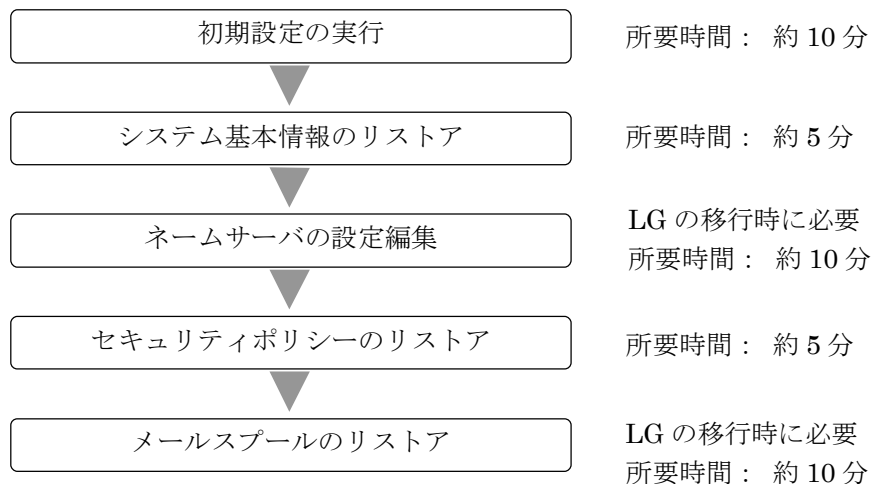 初期設定の実行
所要時間： 約 10 分
システム基本情報のリストア
所要時間： 約 5 分
ネームサーバの設定編集
LG の移行時に必要
所要時間： 約 10 分
セキュリティポリシーのリストア
所要時間： 約 5 分
メールスプールのリストア
LG の移行時に必要
所要時間： 約 10 分